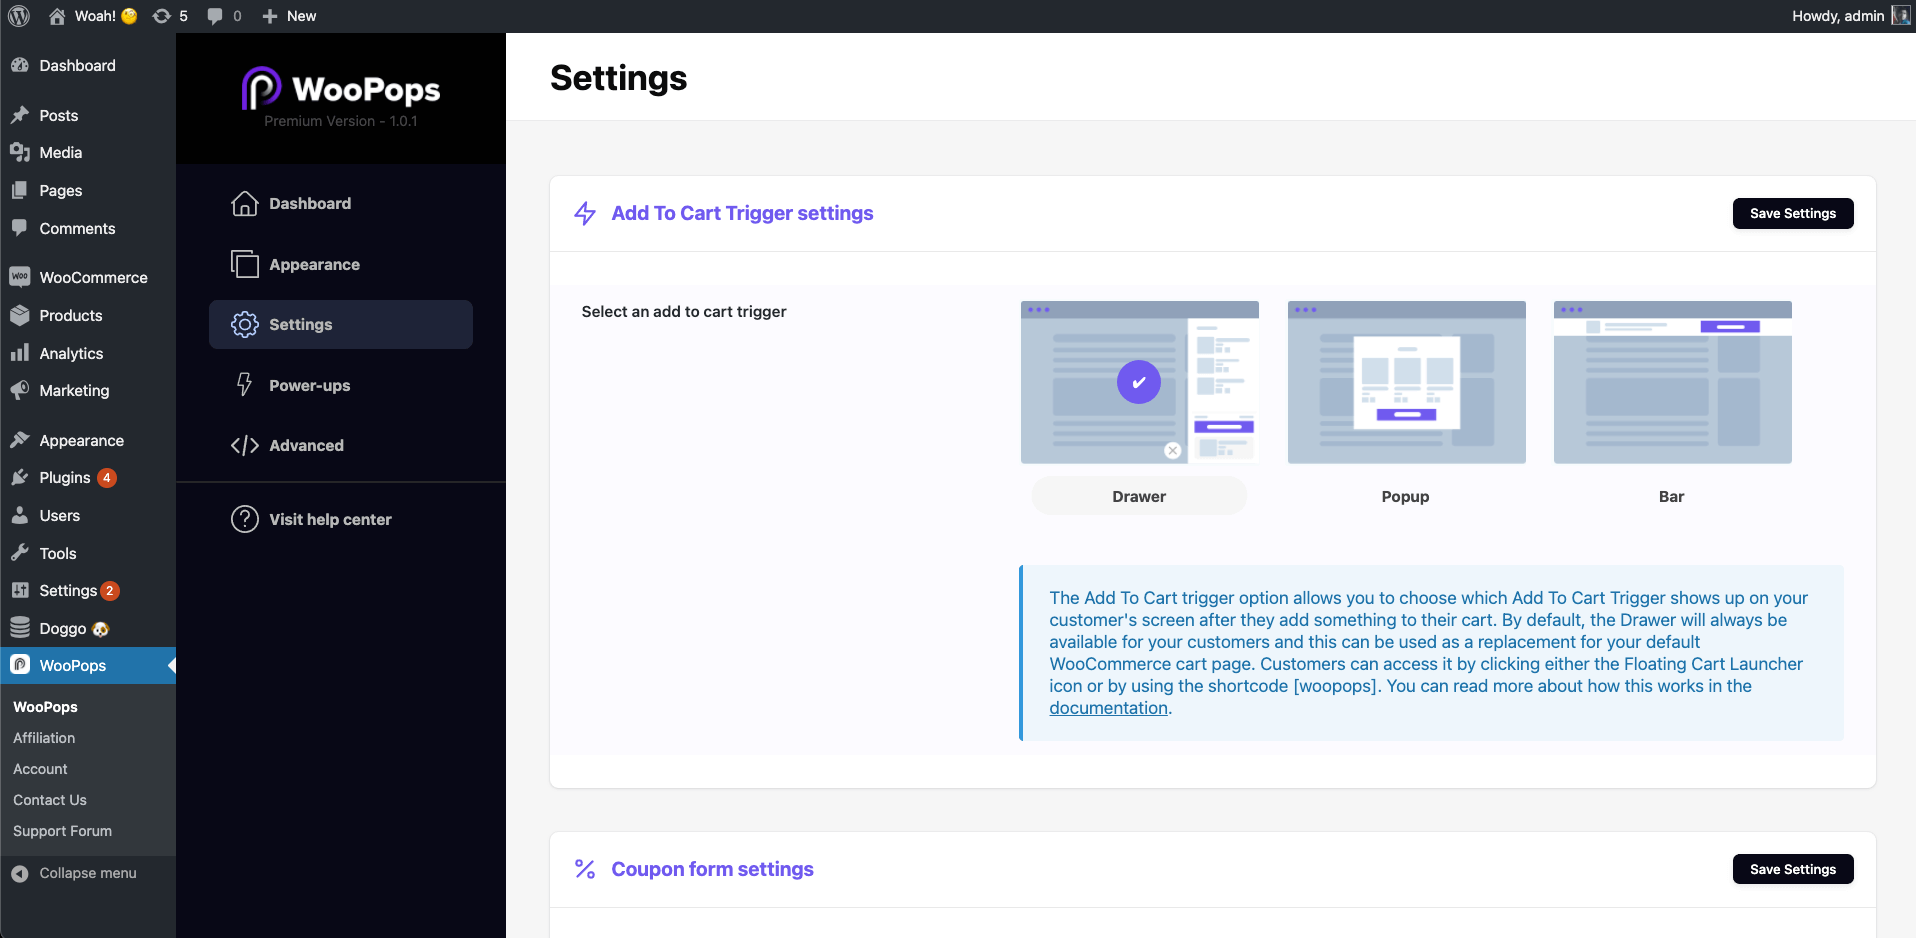 Woah! 5 0 New Howdy, admin
Dashboard
Posts
Media
Pages
Comments
Woo WooCommerce
Products
Analytics
Marketing
Appearance
Plugins 4
Users
Tools
Settings 2
Doggo
WooPops
WooPops
Affiliation
Account
Contact Us
Support Forum
Collapse menu
WooPops
Premium Version - 1.0.1
Dashboard
Appearance
Settings
Power-ups
Advanced
Visit help center
Settings
Add To Cart Trigger settings
Save Settings
Select an add to cart trigger
Drawer
Popup
Bar
The Add To Cart trigger option allows you to choose which Add To Cart Trigger shows up on your
customer's screen after they add something to their cart. By default, the Drawer will always be
available for your customers and this can be used as a replacement for your default
WooCommerce cart page. Customers can access it by clicking either the Floating Cart Launcher
icon or by using the shortcode [woopops]. You can read more about how this works in the
documentation.
Coupon form settings
Save Settings